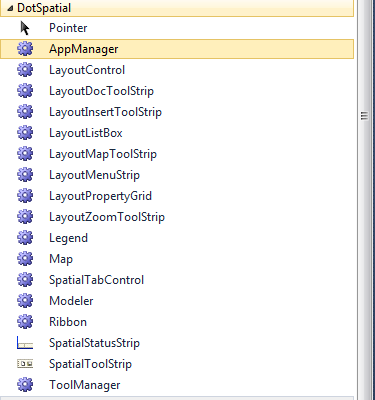 DotSpatial
Pointer
AppManager
LayoutControl
LayoutDocToolStrip
LayoutInsertToolStrip
LayoutListBox
LayoutMapToolStrip
LayoutMenuStrip
LayoutPropertyGrid
LayoutZoomToolStrip
Legend
Map
SpatialTabControl
Modeler
Ribbon
SpatialStatusStrip
SpatialToolStrip
ToolManager